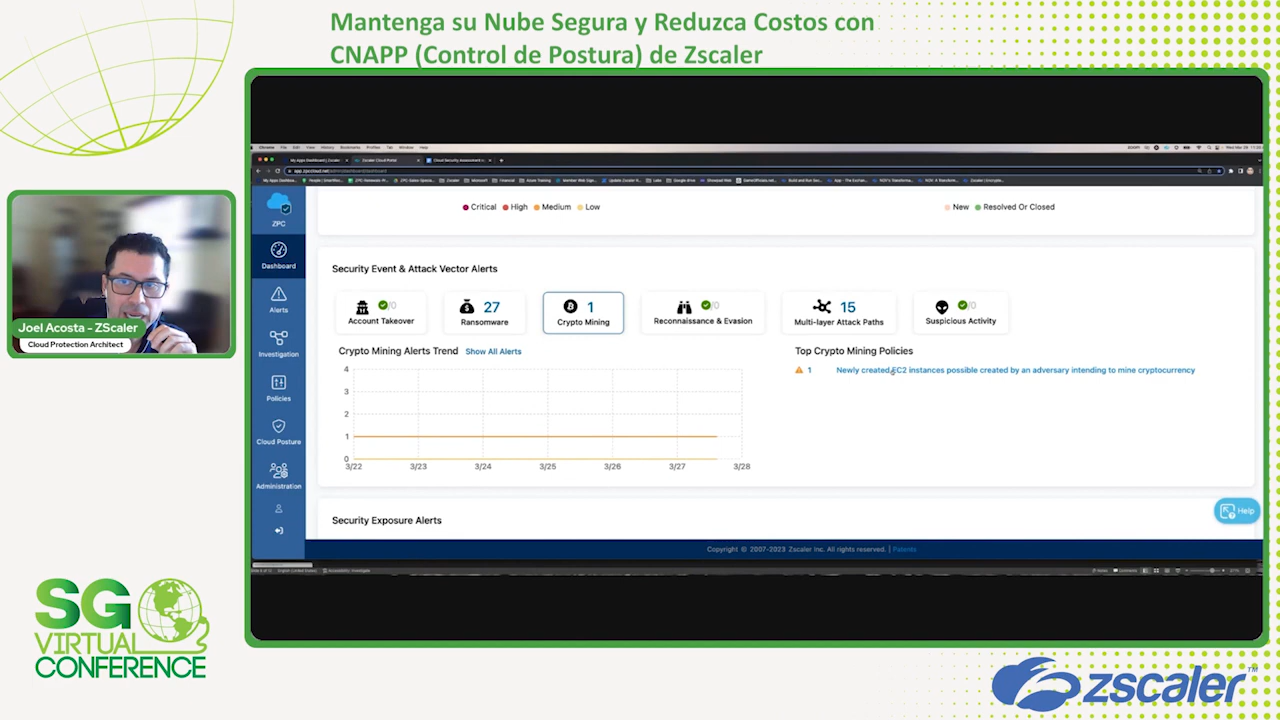 Mantenga su Nube Segura y Reduzca Costos con
CNAPP (Control de Postura) de Zscaler
Joel Acosta - ZScaler
Cloud Protection Architect
ZPC
Dashboard
Alerts
Investigation
Policies
Cloud Posture
Administration
Critical High Medium Low
New Resolved Or Closed
Security Event & Attack Vector Alerts
/0
Account Takeover
27
Ransomware
1
Crypto Mining
/0
Reconnaissance & Evasion
15
Multi-layer Attack Paths
/0
Suspicious Activity
Crypto Mining Alerts Trend Show All Alerts
4
3
2
1
0
3/22 3/23 3/24 3/25 3/26 3/27 3/28
Top Crypto Mining Policies
1 Newly created EC2 instances possible created by an adversary intending to mine cryptocurrency
Security Exposure Alerts
Help
Copyright © 2007-2023 Zscaler Inc. All rights reserved. | Patents
SG
VIRTUAL
CONFERENCE
zscaler™